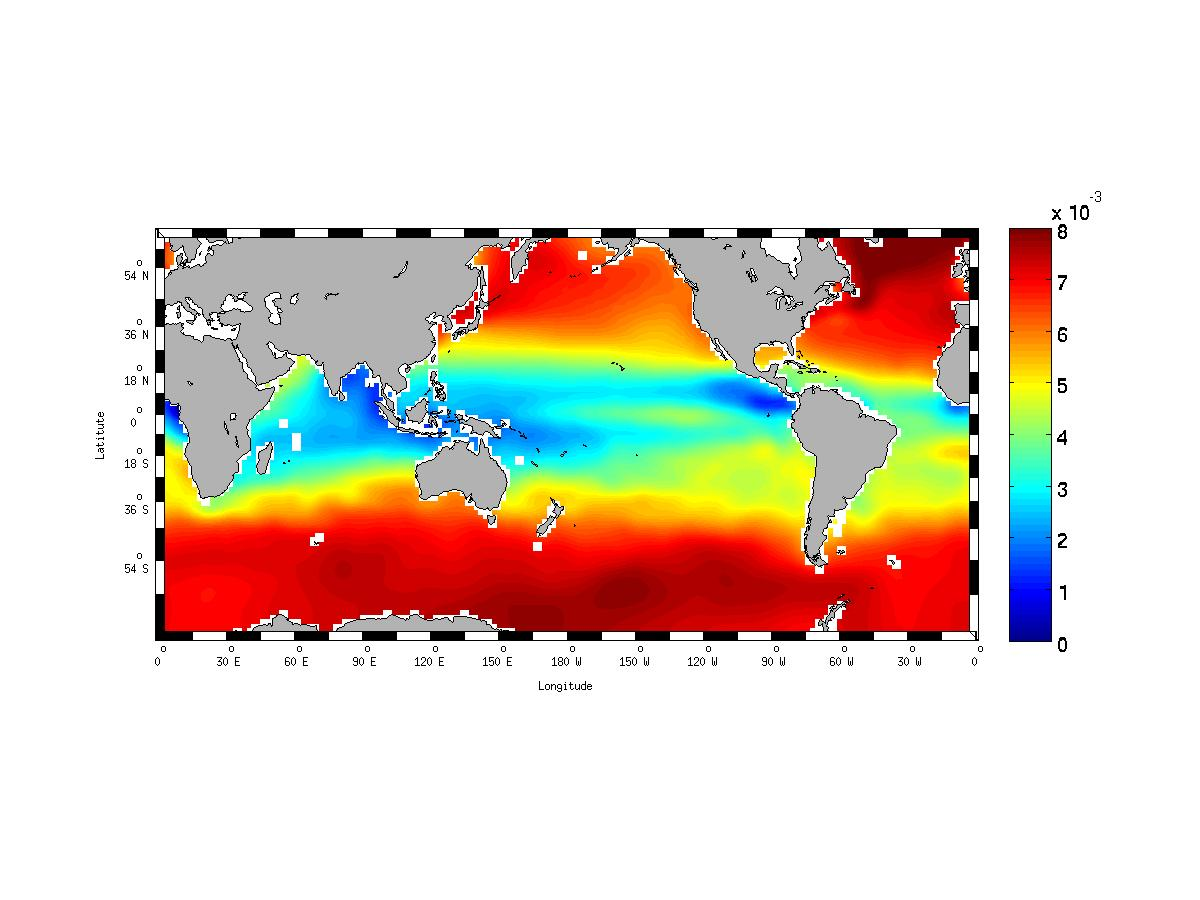 -3
x 10
8
7
6
5
4
3
2
1
0
o
54 N
o
36 N
o
18 N
o
0
o
18 S
o
36 S
o
54 S
Latitute
o o o o o o o o o o o o o
0 30 E 60 E 90 E 120 E 150 E 180 W 150 W 120 W 90 W 60 W 30 W 0
Longitude